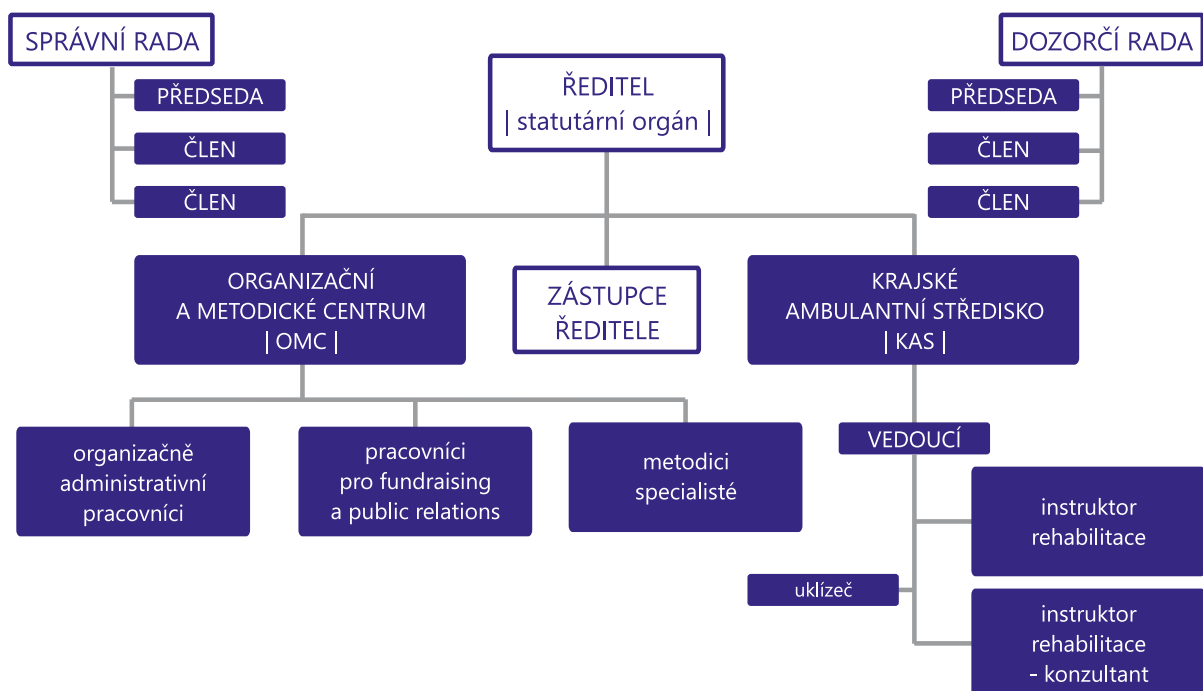 SPRÁVNÍ RADA
PŘEDSEDA
ČLEN
ČLEN
ŘEDITEL
| statutární orgán |
DOZORČÍ RADA
PŘEDSEDA
ČLEN
ČLEN
ORGANIZAČNÍ
A METODICKÉ CENTRUM
| OMC |
ZÁSTUPCE
ŘEDITELE
KRAJSKÉ
AMBULANTNÍ STŘEDISKO
| KAS |
organizačně
administrativní
pracovníci
pracovníci
pro fundraising
a public relations
metodici
specialisté
VEDOUCÍ
instruktor
rehabilitace
uklízeč
instruktor
rehabilitace
- konzultant